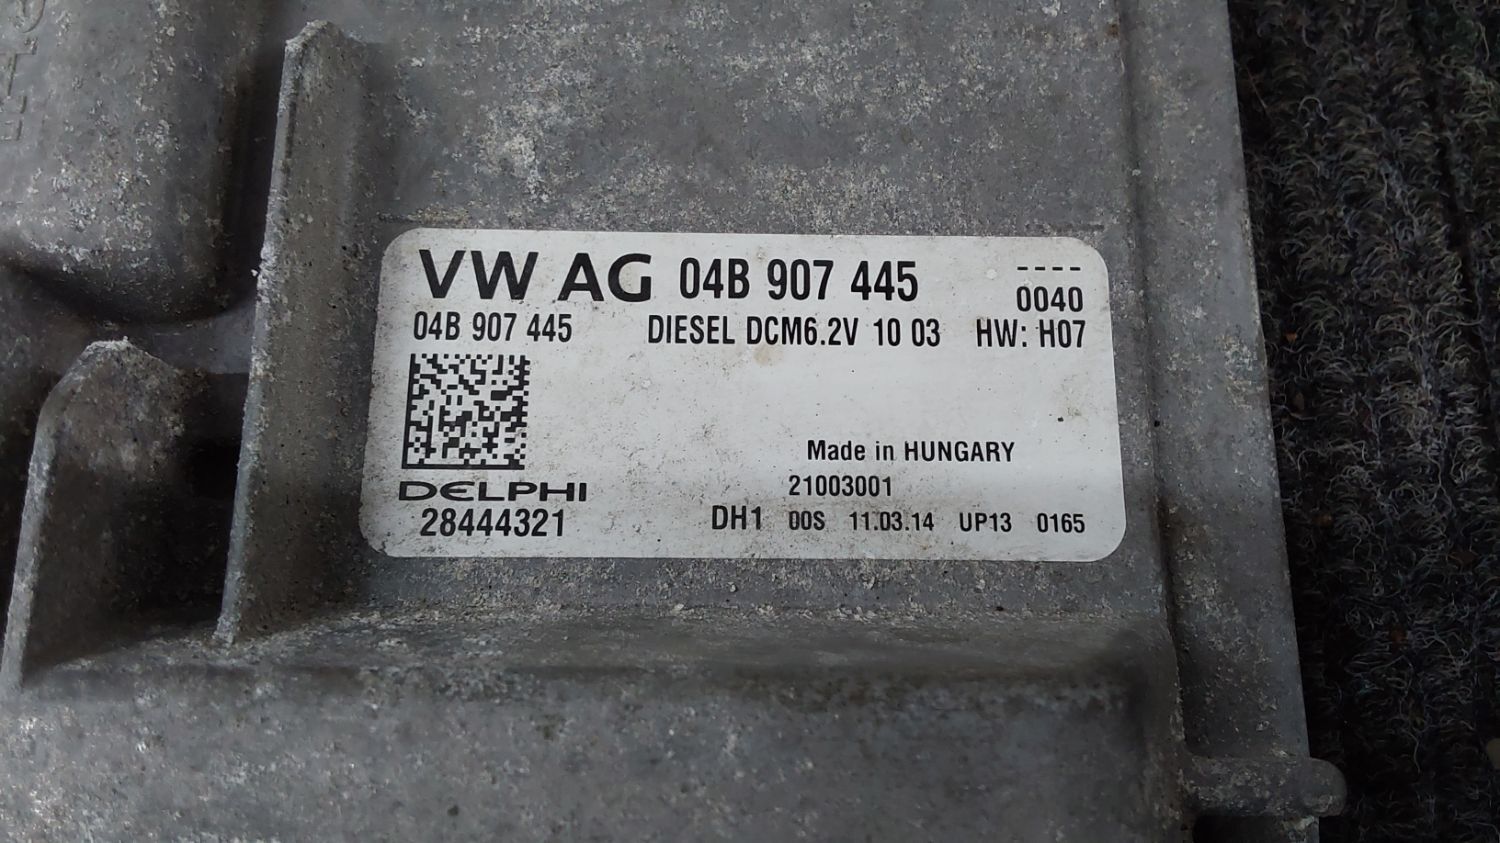 VW AG 04B 907 445 ----
0040
04B 907 445 DIESEL DCM6.2V 10 03 HW: H07
Made in HUNGARY
DELPHI 21003001
28444321 DH1 00S 11.03.14 UP13 0165